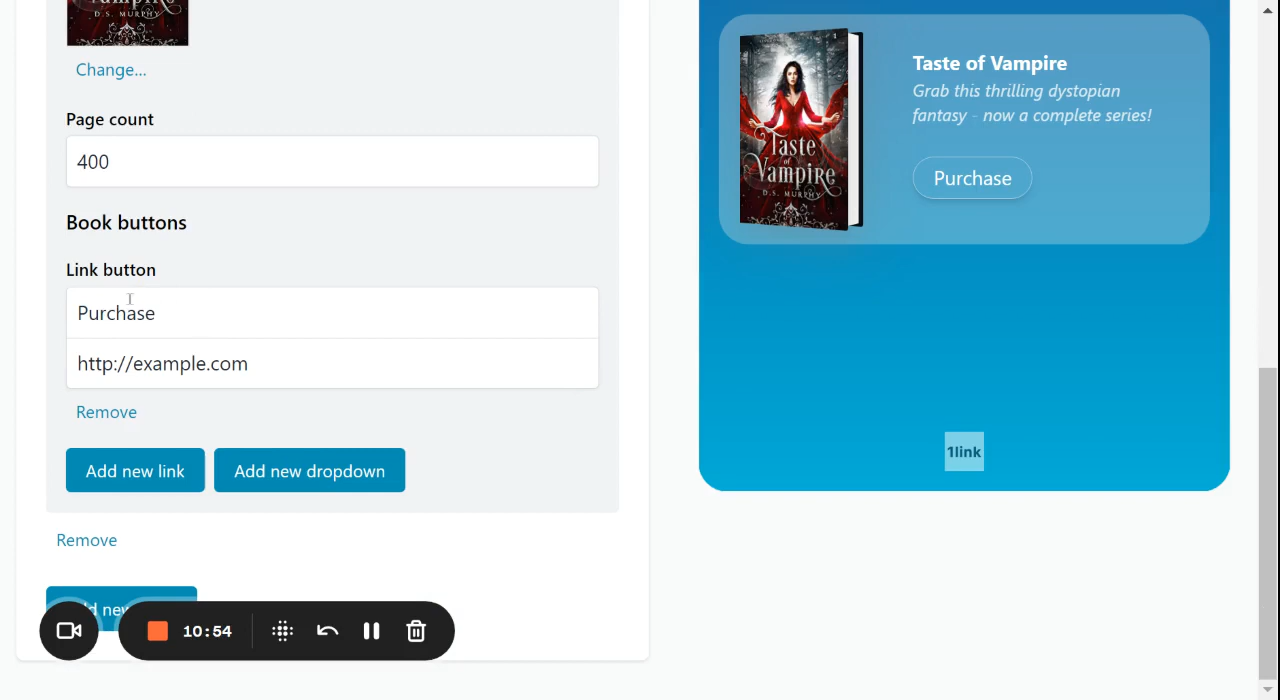 D.S. MURPHY
Change...
Page count
400
Book buttons
Link button
Purchase
http://example.com
Remove
Add new link
Add new dropdown
Remove
10:54
Taste of Vampire
Grab this thrilling dystopian
fantasy - now a complete series!
Purchase
Taste
of
Vampire
D.S. MURPHY
1link